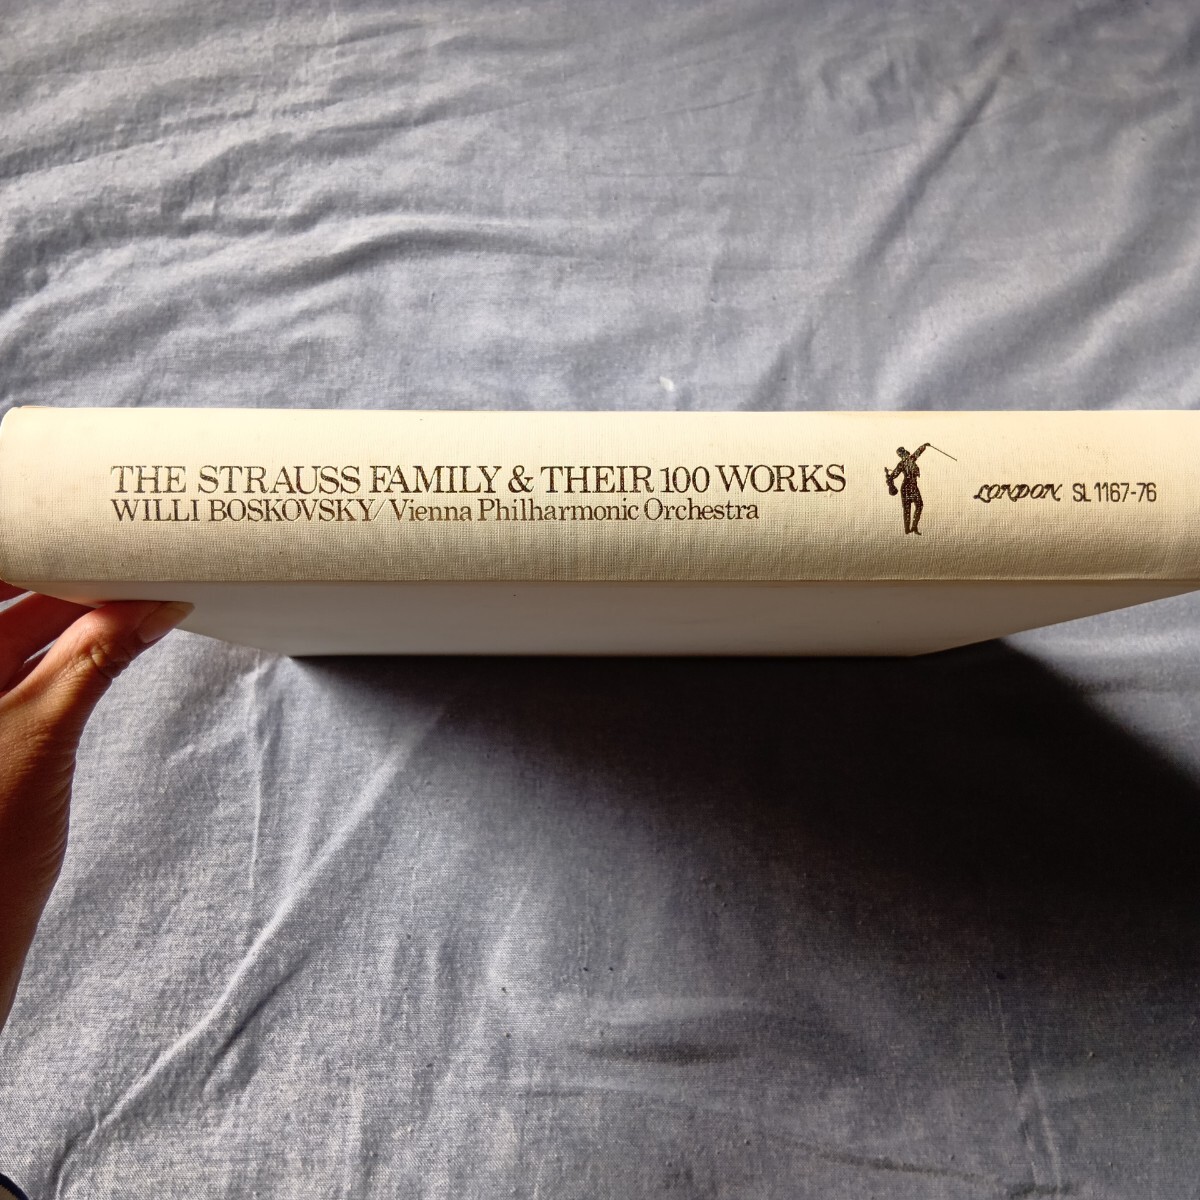 THE STRAUSS FAMILY & THEIR 100 WORKS
WILLI BOSKOVSKY/Vienna Philharmonic Orchestra
LONDON SL 1167-76